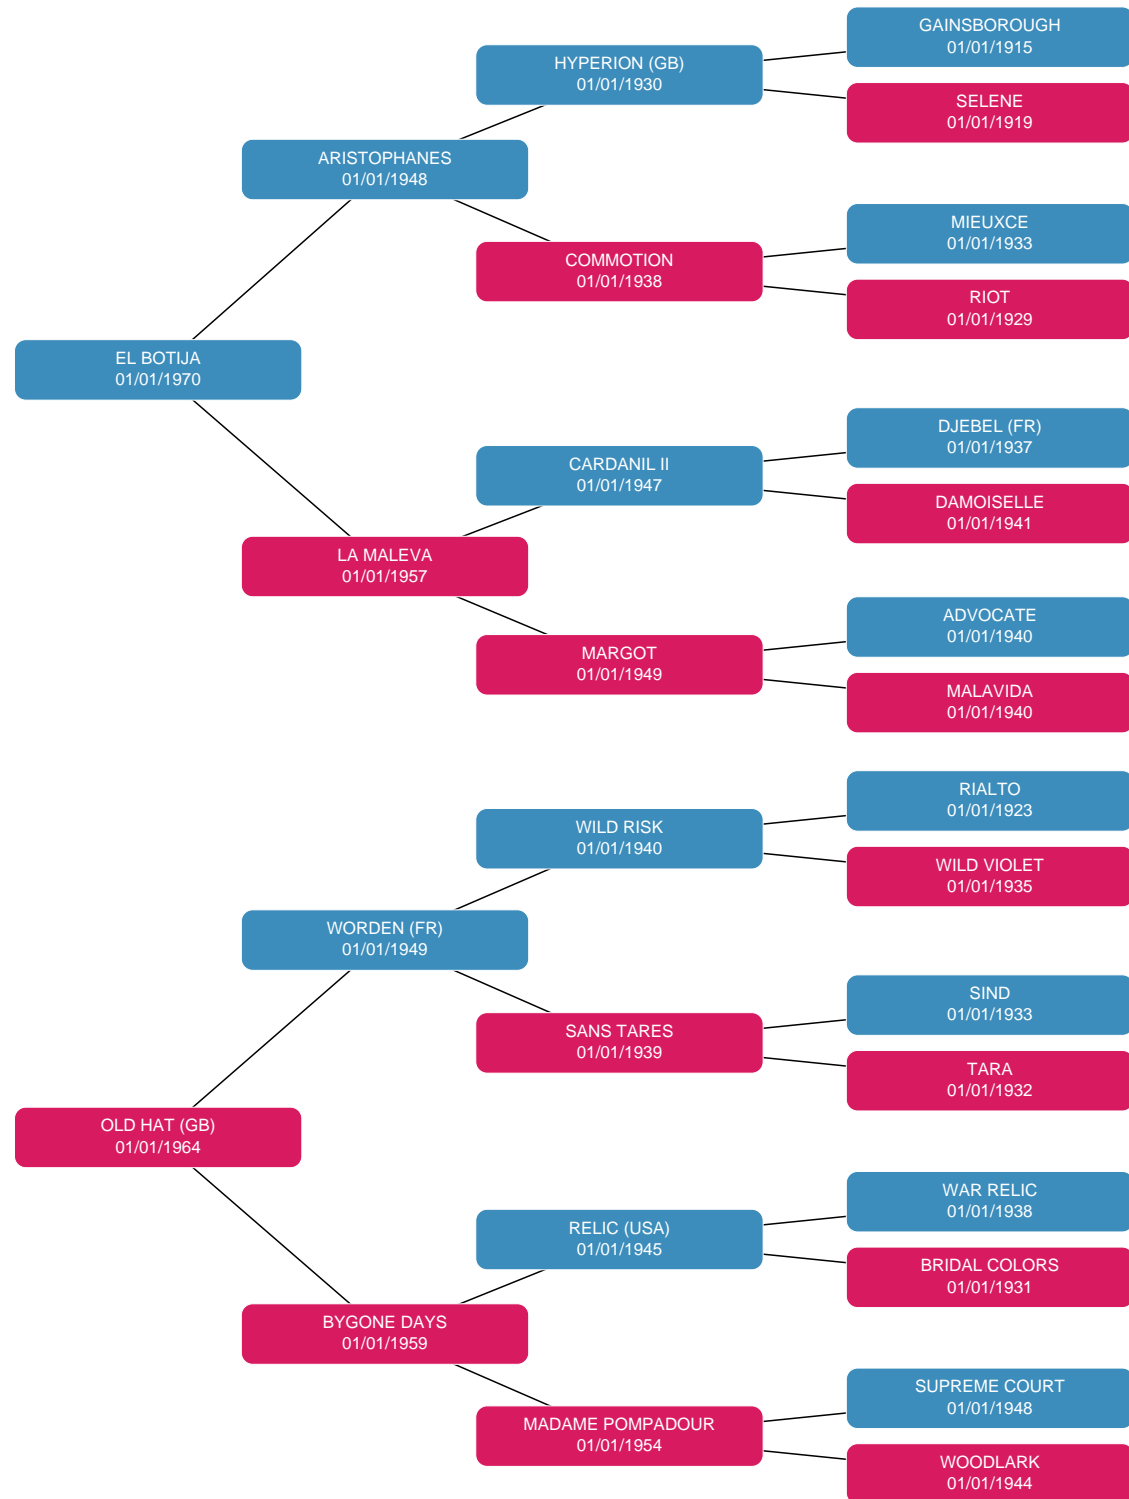 GAINSBOROUGH
01/01/1915
HYPERION (GB)
01/01/1930
SELENE
01/01/1919
ARISTOPHANES
01/01/1948
MIEUXCE
01/01/1933
COMMOTION
01/01/1938
RIOT
01/01/1929
EL BOTIJA
01/01/1970
DJEBEL (FR)
01/01/1937
CARDANIL II
01/01/1947
DAMOISELLE
01/01/1941
LA MALEVA
01/01/1957
ADVOCATE
01/01/1940
MARGOT
01/01/1949
MALAVIDA
01/01/1940
RIALTO
01/01/1923
WILD RISK
01/01/1940
WILD VIOLET
01/01/1935
WORDEN (FR)
01/01/1949
SIND
01/01/1933
SANS TARES
01/01/1939
TARA
01/01/1932
OLD HAT (GB)
01/01/1964
WAR RELIC
01/01/1938
RELIC (USA)
01/01/1945
BRIDAL COLORS
01/01/1931
BYGONE DAYS
01/01/1959
SUPREME COURT
01/01/1948
MADAME POMPADOUR
01/01/1954
WOODLARK
01/01/1944